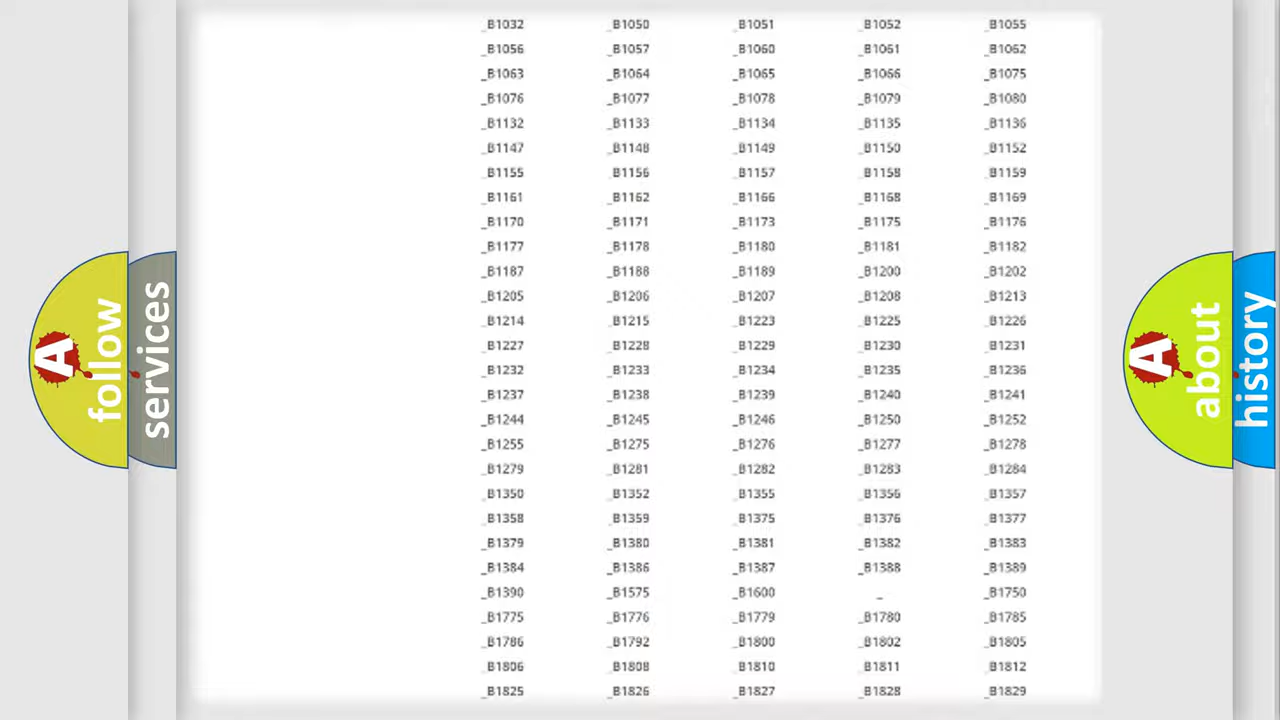 _B1032 _B1050 _B1051 _B1052 _B1055
_B1056 _B1057 _B1060 _B1061 _B1062
_B1063 _B1064 _B1065 _B1066 _B1075
_B1076 _B1077 _B1078 _B1079 _B1080
_B1132 _B1133 _B1134 _B1135 _B1136
_B1147 _B1148 _B1149 _B1150 _B1152
_B1155 _B1156 _B1157 _B1158 _B1159
_B1161 _B1162 _B1166 _B1168 _B1169
_B1170 _B1171 _B1173 _B1175 _B1176
_B1177 _B1178 _B1180 _B1181 _B1182
_B1187 _B1188 _B1189 _B1200 _B1202
_B1205 _B1206 _B1207 _B1208 _B1213
_B1214 _B1215 _B1223 _B1225 _B1226
_B1227 _B1228 _B1229 _B1230 _B1231
_B1232 _B1233 _B1234 _B1235 _B1236
_B1237 _B1238 _B1239 _B1240 _B1241
_B1244 _B1245 _B1246 _B1250 _B1252
_B1255 _B1275 _B1276 _B1277 _B1278
_B1279 _B1281 _B1282 _B1283 _B1284
_B1350 _B1352 _B1355 _B1356 _B1357
_B1358 _B1359 _B1375 _B1376 _B1377
_B1379 _B1380 _B1381 _B1382 _B1383
_B1384 _B1386 _B1387 _B1388 _B1389
_B1390 _B1575 _B1600 _ _B1750
_B1775 _B1776 _B1779 _B1780 _B1785
_B1786 _B1792 _B1800 _B1802 _B1805
_B1806 _B1808 _B1810 _B1811 _B1812
_B1825 _B1826 _B1827 _B1828 _B1829
A
follow
services
A
about
history